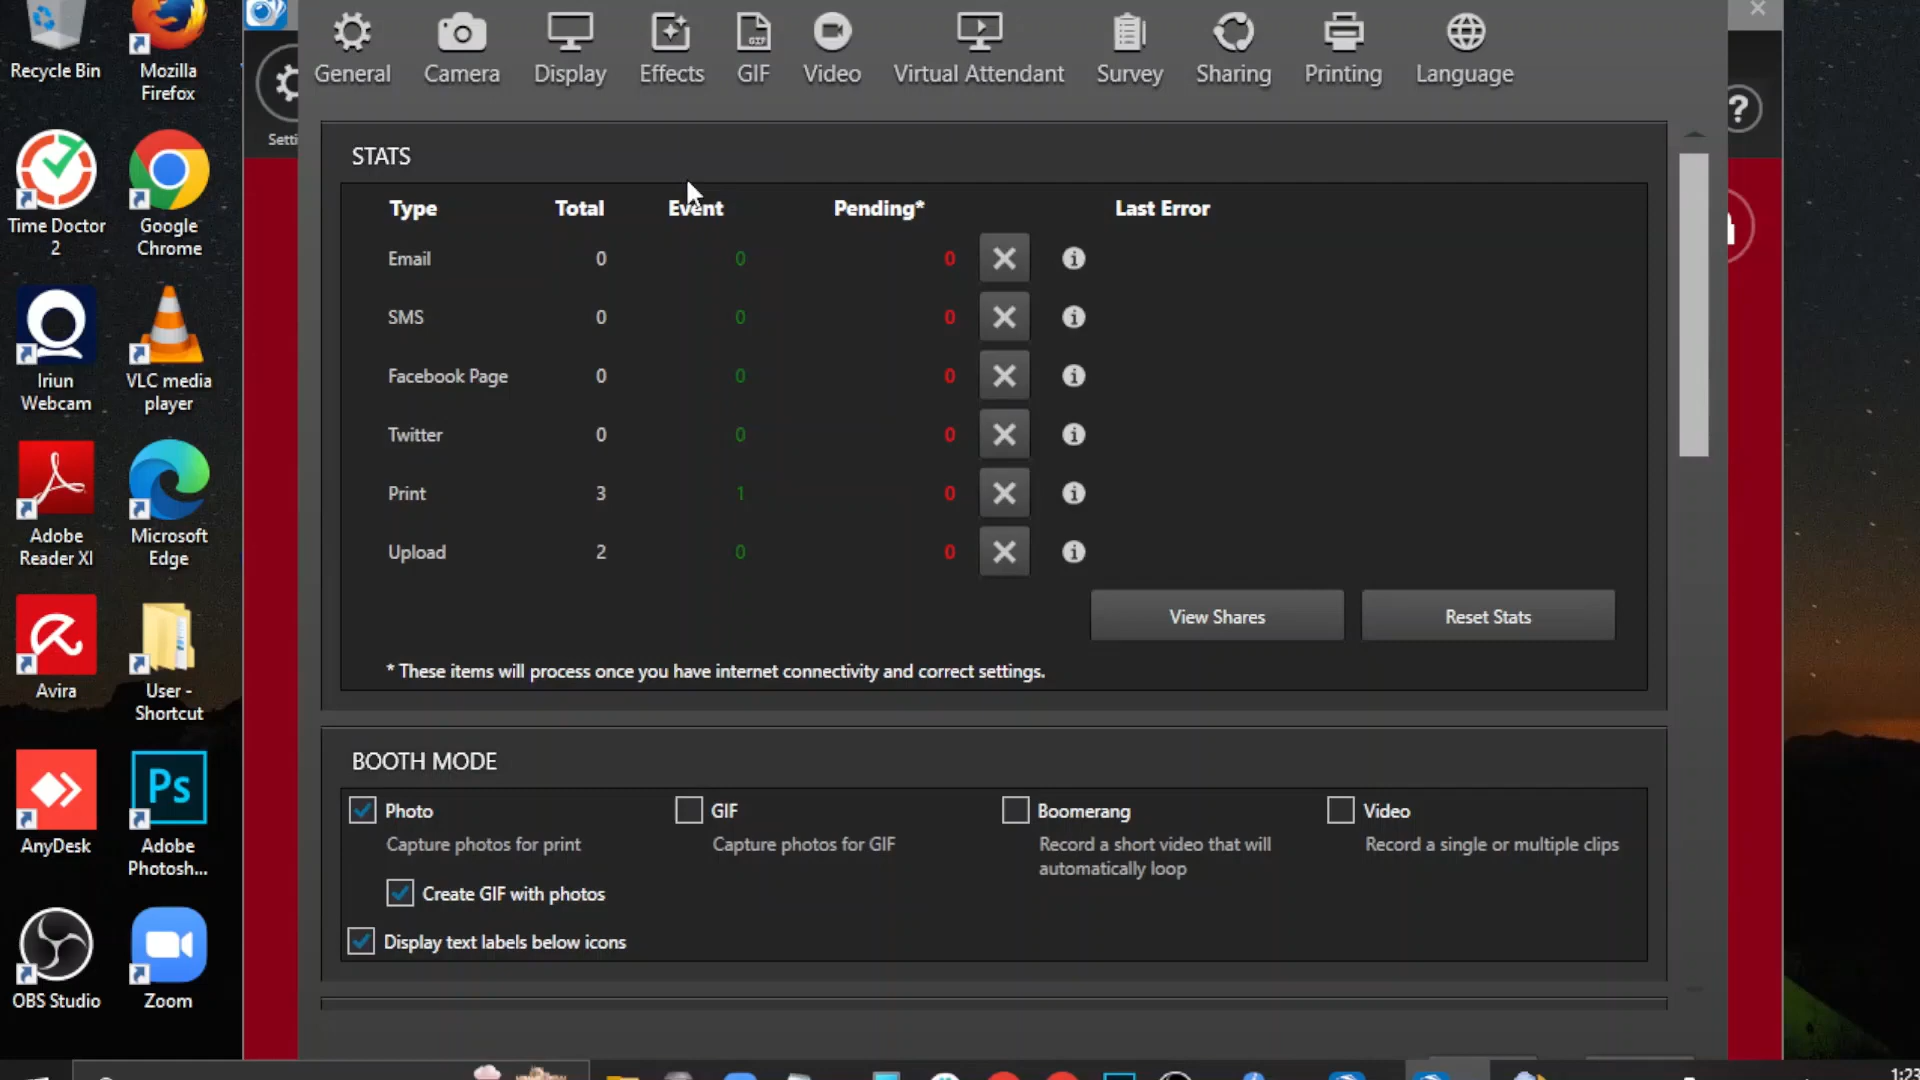 General Camera Display Effects GIF Video Virtual Attendant Survey Sharing Printing Language
Recycle Bin
Mozilla
Firefox
Time Doctor
2
Google
Chrome
Iriun
Webcam
VLC media
player
Adobe
Reader XI
Microsoft
Edge
Avira
User -
Shortcut
AnyDesk
Ps
Adobe
Photosh...
OBS Studio
Zoom
Setti
?
GIF
STATS
Type Total Event Pending* Last Error
Email 0 0 0
SMS 0 0 0
Facebook Page 0 0 0
Twitter 0 0 0
Print 3 1 0
Upload 2 0 0
View Shares Reset Stats
* These items will process once you have internet connectivity and correct settings.
BOOTH MODE
Photo
Capture photos for print
Create GIF with photos
Display text labels below icons
GIF
Capture photos for GIF
Boomerang
Record a short video that will
automatically loop
Video
Record a single or multiple clips